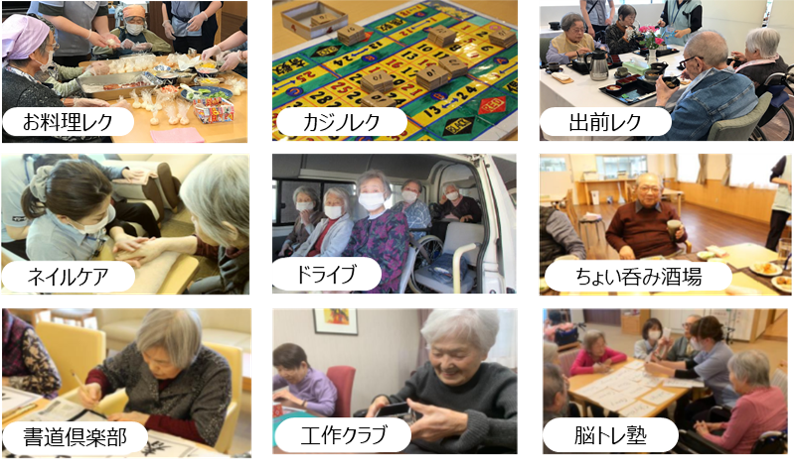 お料理レク
カジノレク
出前レク
ネイルケア
ドライブ
ちょい呑み酒場
書道倶楽部
工作クラブ
脳トレ塾